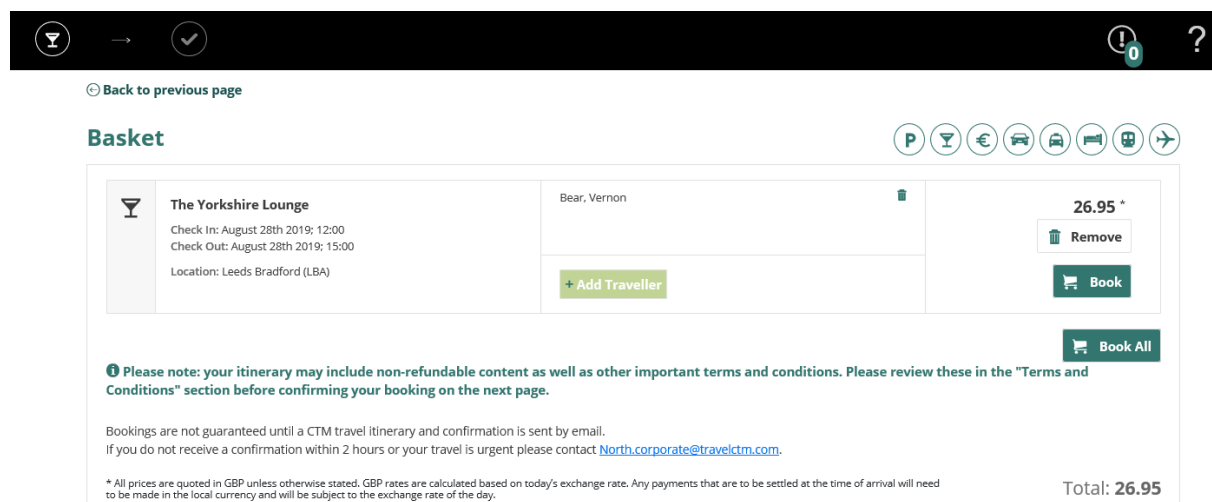 0
?
Back to previous page
Basket
P
€
The Yorkshire Lounge
Check In: August 28th 2019; 12:00
Check Out: August 28th 2019; 15:00
Location: Leeds Bradford (LBA)
Bear, Vernon
+ Add Traveller
26.95 *
Remove
Book
Book All
Please note: your itinerary may include non-refundable content as well as other important terms and conditions. Please review these in the "Terms and
Conditions" section before confirming your booking on the next page.
Bookings are not guaranteed until a CTM travel itinerary and confirmation is sent by email.
If you do not receive a confirmation within 2 hours or your travel is urgent please contact North.corporate@travelctm.com.
* All prices are quoted in GBP unless otherwise stated. GBP rates are calculated based on today's exchange rate. Any payments that are to be settled at the time of arrival will need
to be made in the local currency and will be subject to the exchange rate of the day.
Total: 26.95